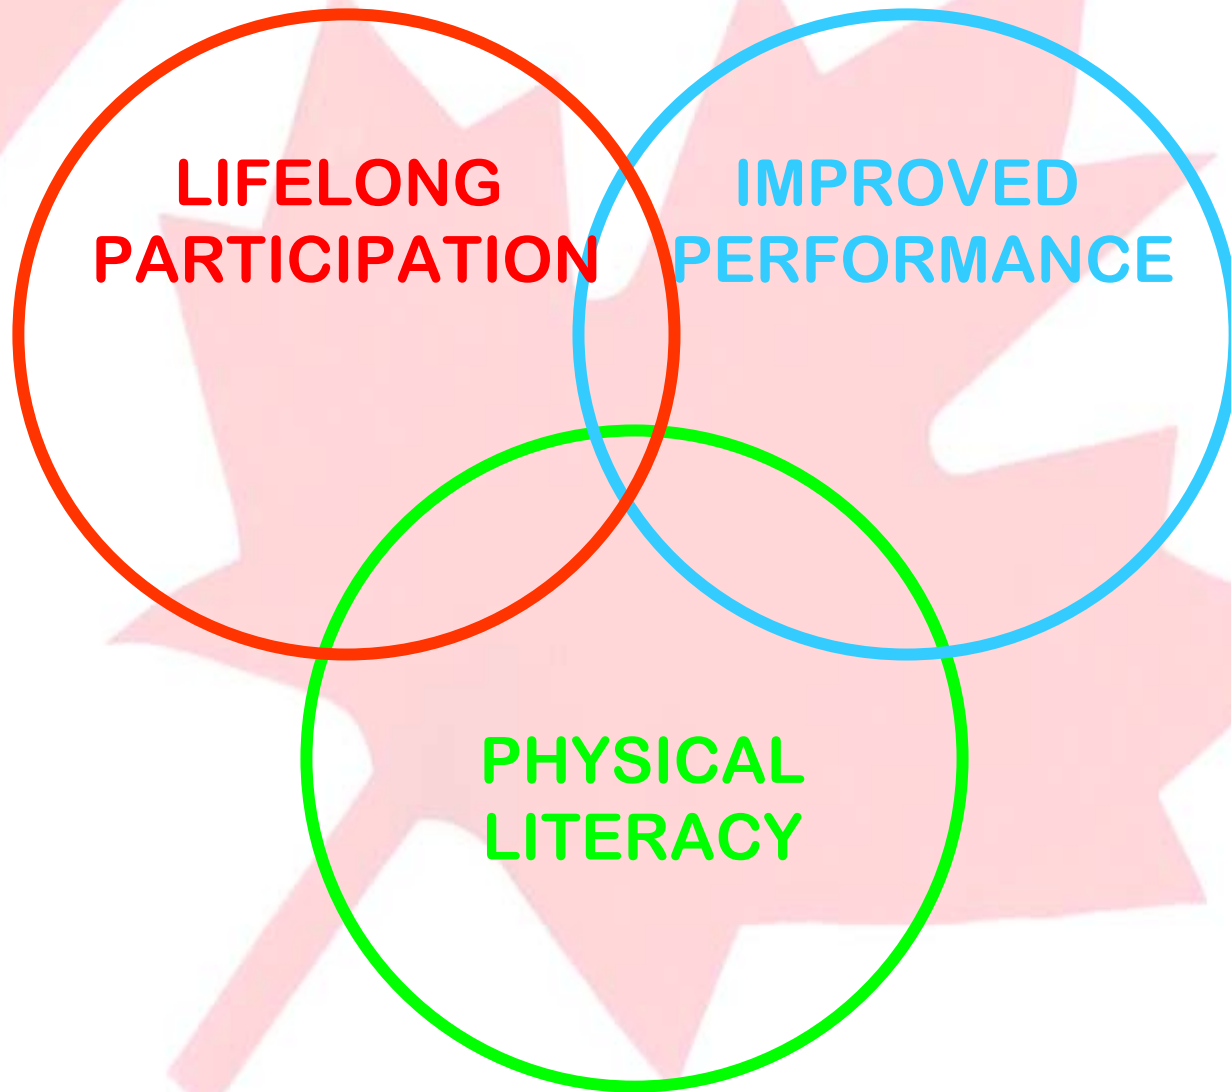 LIFELONG
PARTICIPATION
IMPROVED
PERFORMANCE
PHYSICAL
LITERACY